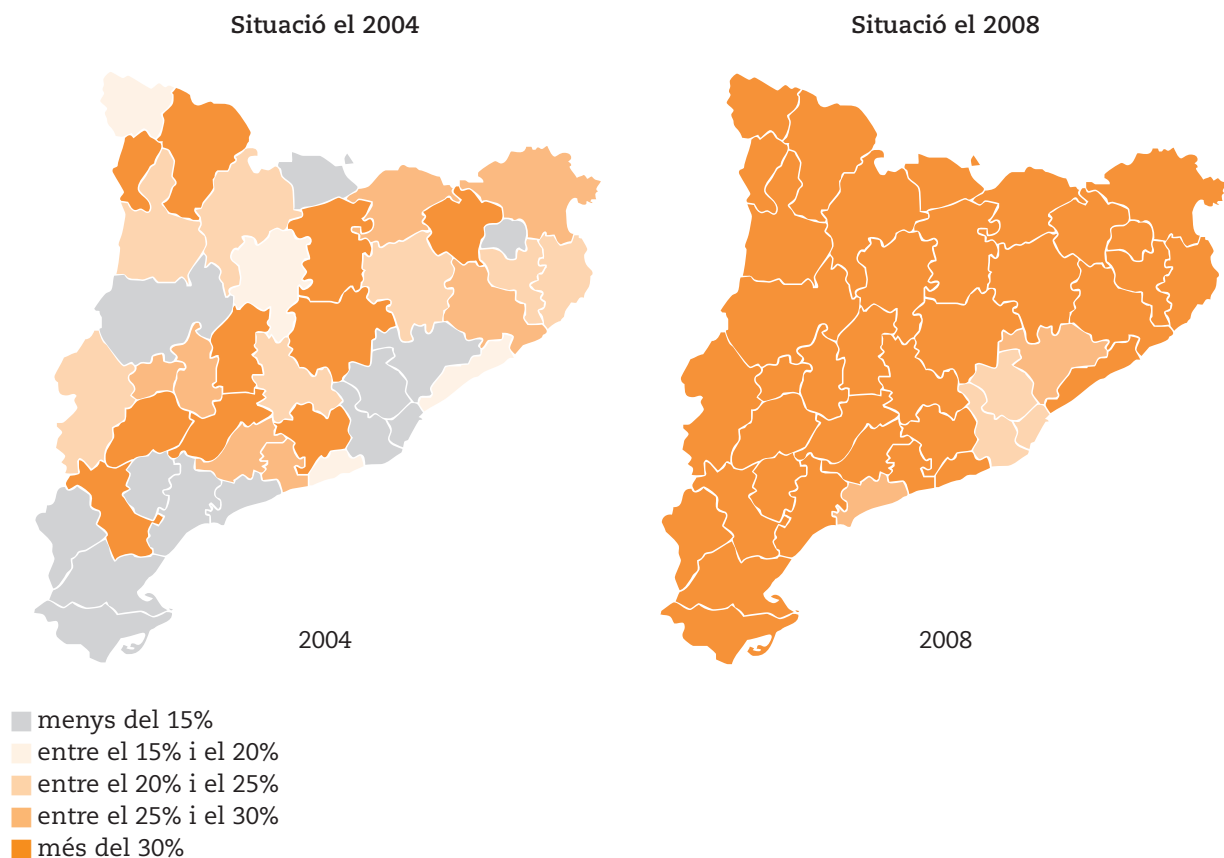 Situació el 2004
Situació el 2008
2004
2008
menys del 15%
entre el 15% i el 20%
entre el 20% i el 25%
entre el 25% i el 30%
més del 30%